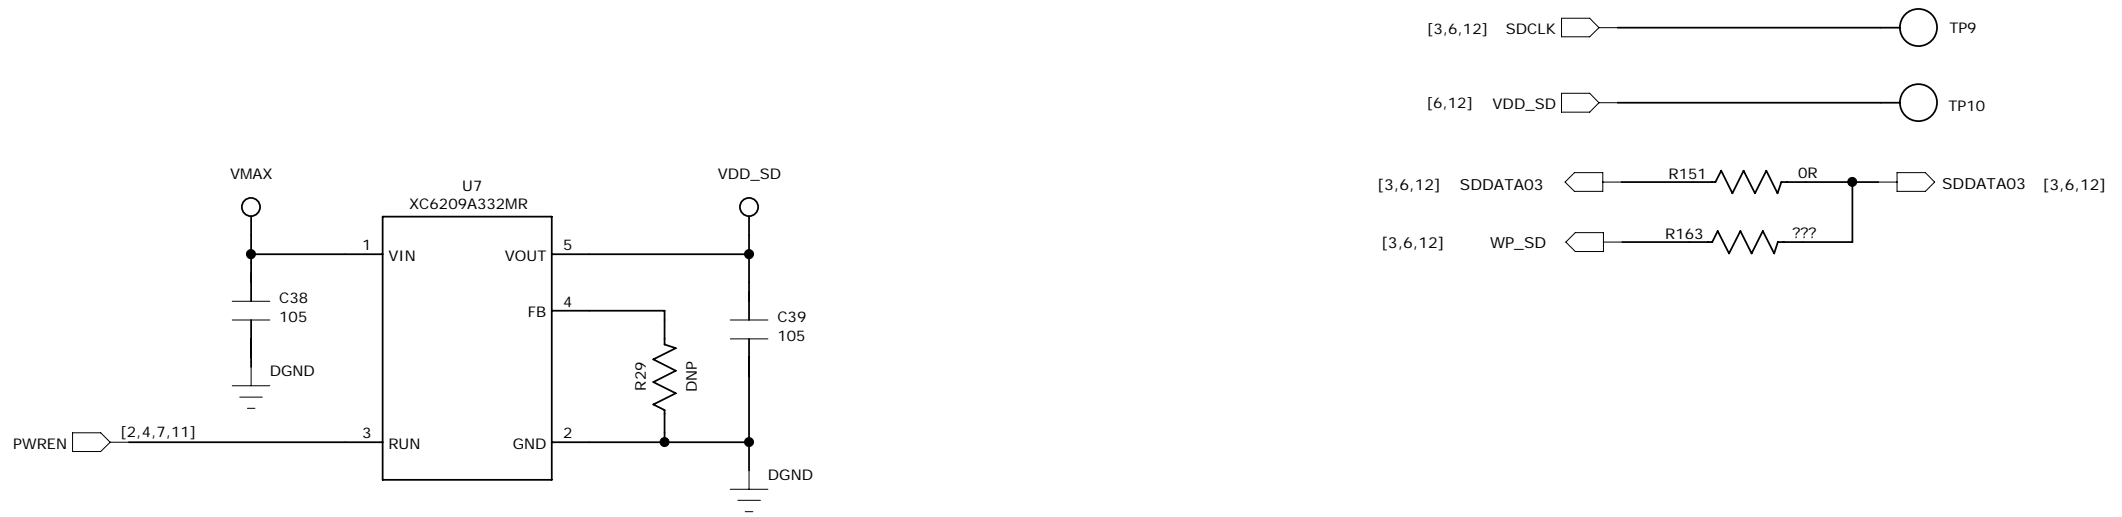 [3,6,12] SDCLK TP9
[6,12] VDD_SD TP10
VMAX
U7
XC6209A332MR
VDD_SD
[3,6,12] SDDATA03 R151 0R SDDATA03 [3,6,12]
[3,6,12] WP_SD R163 ???
1 VIN VOUT 5
C38
105
FB 4
C39
105
R29 DNP
DGND
PWREN [2,4,7,11] 3 RUN GND 2
DGND